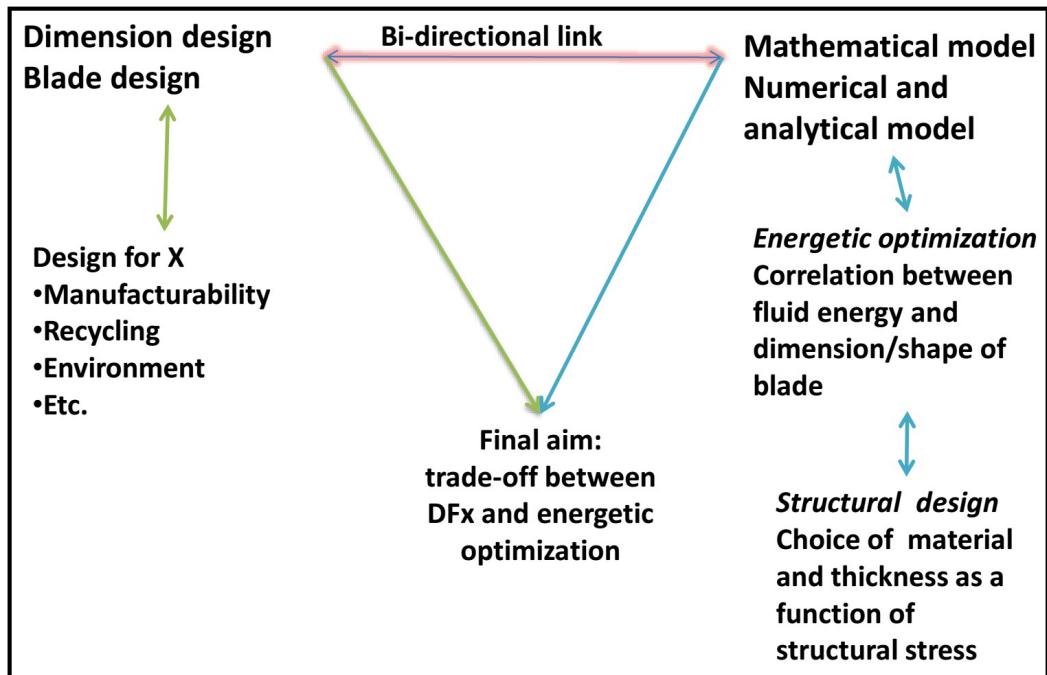 Dimension design
Blade design
Bi-directional link
Mathematical model
Numerical and
analytical model
Design for X
•Manufacturability
•Recycling
•Environment
•Etc.
Energetic optimization
Correlation between
fluid energy and
dimension/shape of
blade
Final aim:
trade-off between
DFx and energetic
optimization
Structural design
Choice of material
and thickness as a
function of
structural stress